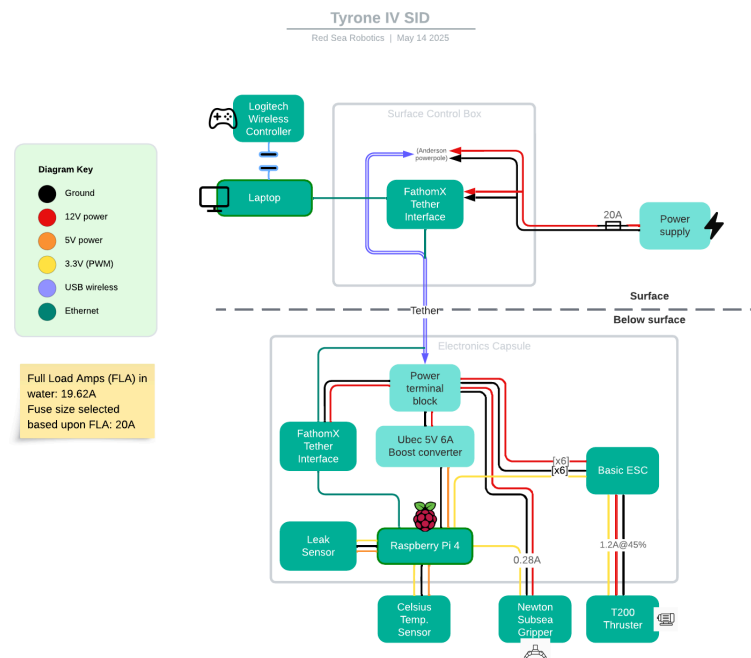 Tyrone IV SID
Red Sea Robotics | May 14 2025
Logitech
Wireless
Controller
Surface Control Box
(Anderson
powerpole)
Diagram Key
Ground
12V power
5V power
3.3V (PWM)
USB wireless
Ethernet
Laptop
FathomX
Tether
Interface
20A
Power
supply
Surface
Tether
Below surface
Electronics Capsule
Full Load Amps (FLA) in
water: 19.62A
Fuse size selected
based upon FLA: 20A
Power
terminal
block
FathomX
Tether
Interface
Ubec 5V 6A
Boost converter
[x6]
[x6]
Basic ESC
Leak
Sensor
Raspberry Pi 4
0.28A
1.2A@45%
Celsius
Temp.
Sensor
Newton
Subsea
Gripper
T200
Thruster